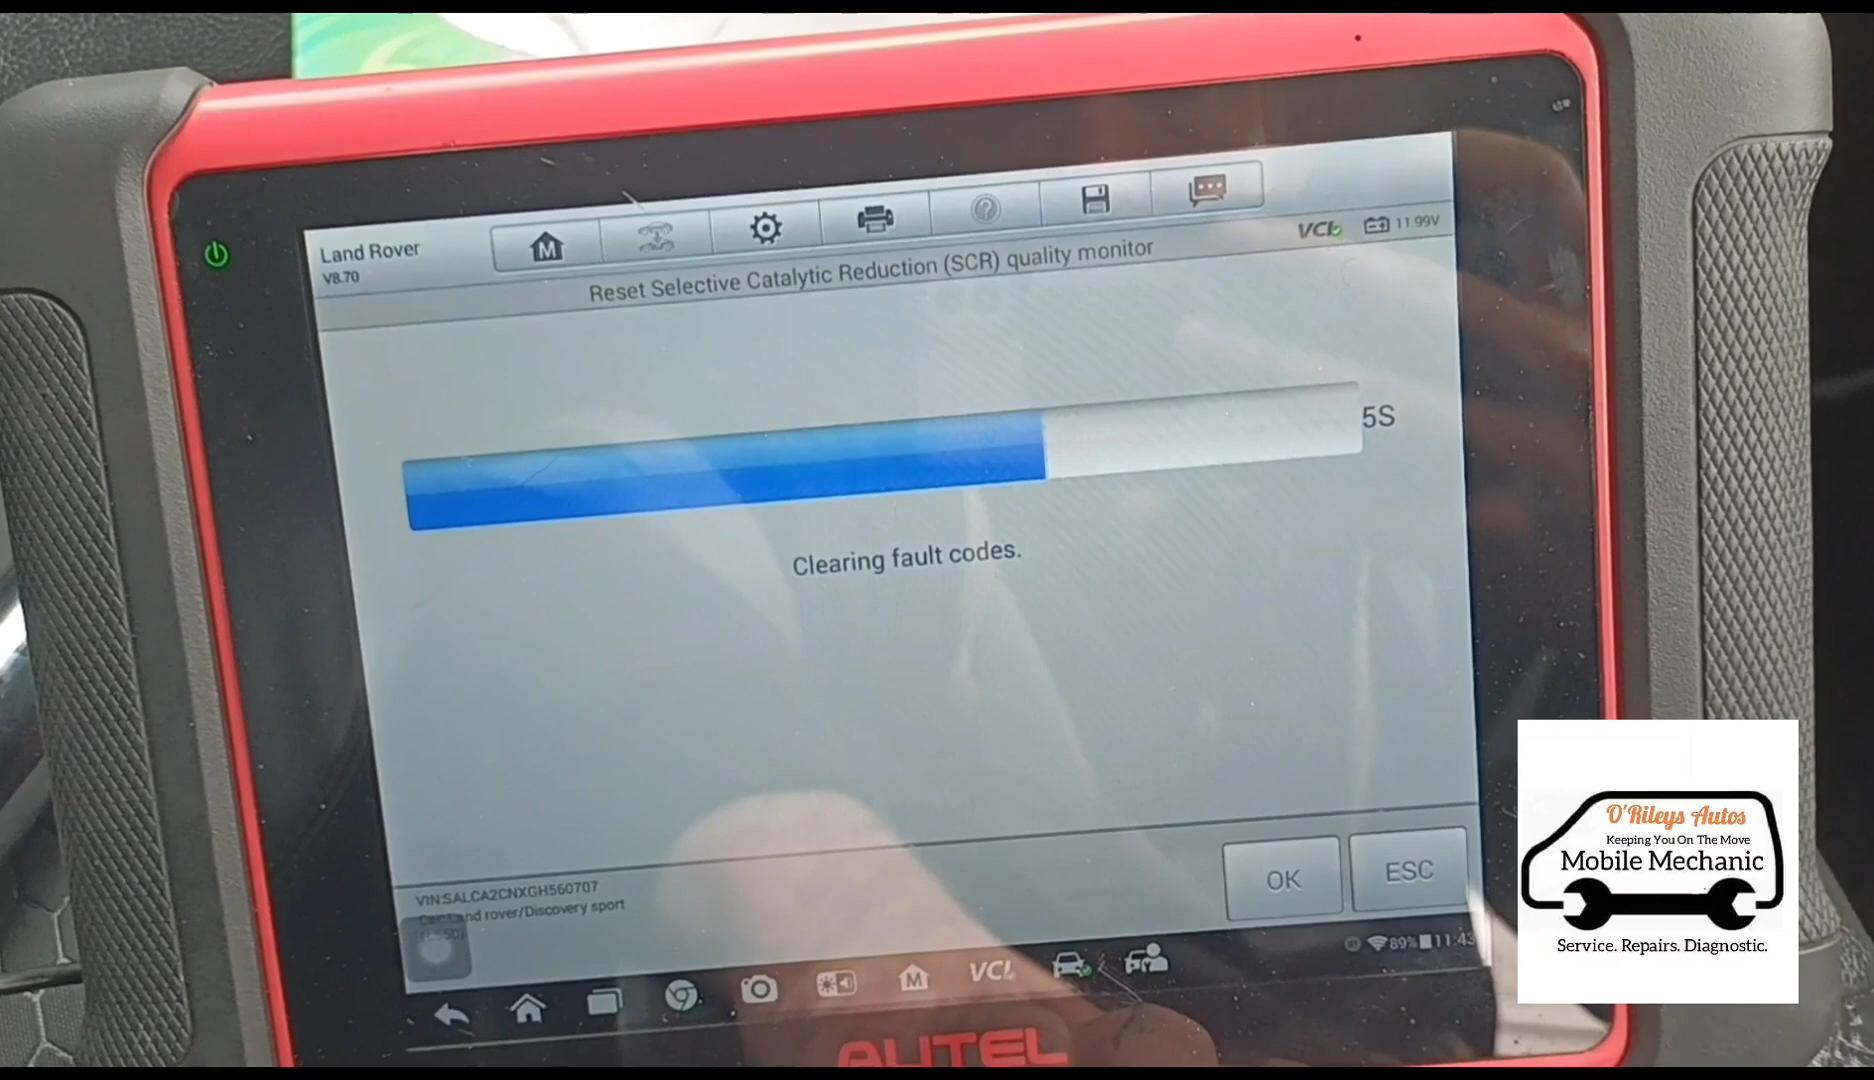 Land Rover
V8.70
M
VCI
11.99V
Reset Selective Catalytic Reduction (SCR) quality monitor
5S
Clearing fault codes.
OK
ESC
VIN:SALCA2CNXGH560707
Land rover/Discovery sport
89% 11:43
M
VCI
AUTEL
O'Rileys Autos
Keeping You On The Move
Mobile Mechanic
Service. Repairs. Diagnostic.